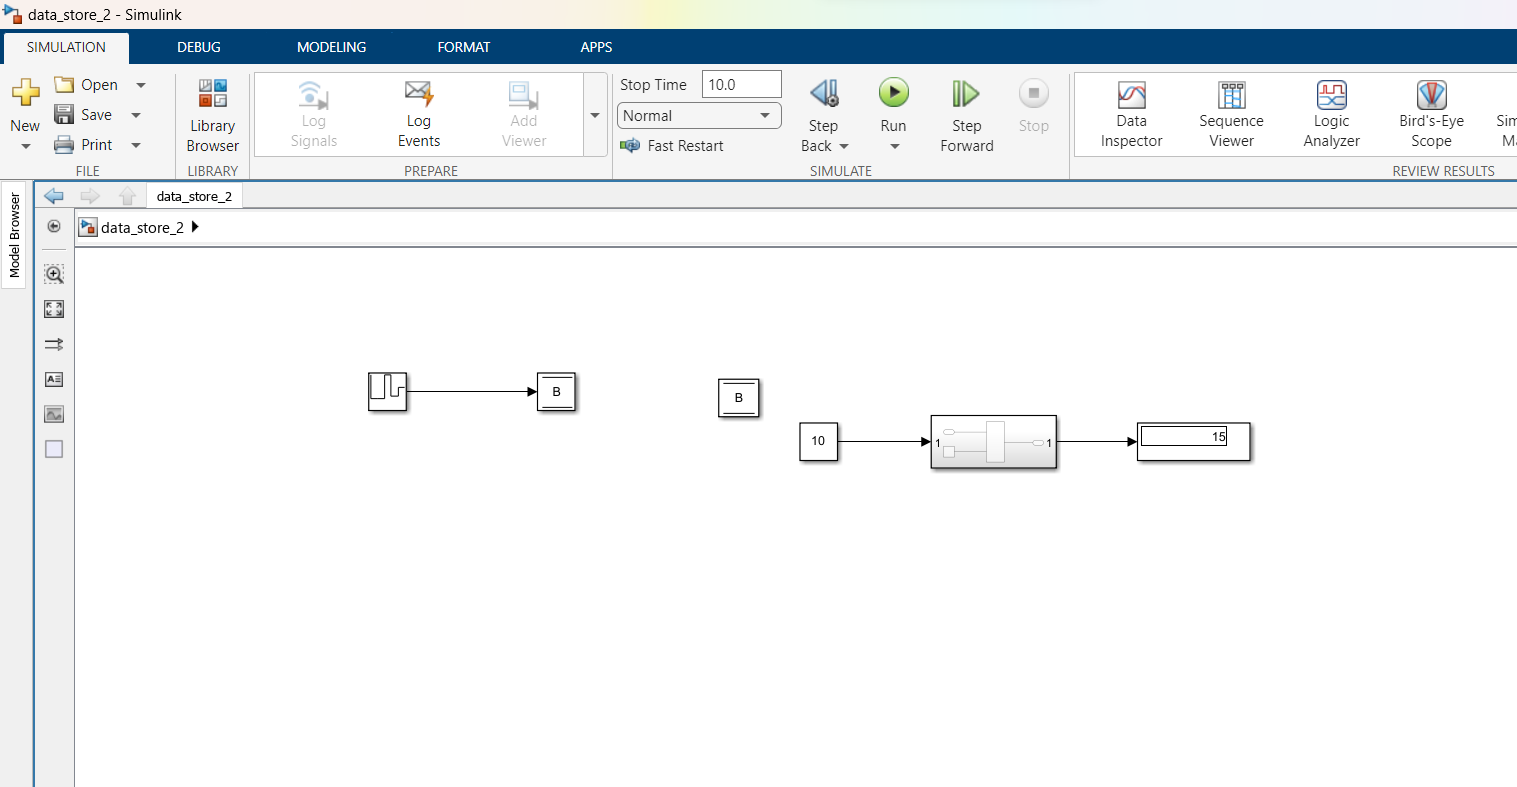 data_store_2 - Simulink
SIMULATION DEBUG MODELING FORMAT APPS
New
Open
Save
Print
FILE
Library
Browser
LIBRARY
Log
Signals
Log
Events
Add
Viewer
PREPARE
Stop Time 10.0
Normal
Fast Restart
Step
Back
Run
Step
Forward
Stop
SIMULATE
Data
Inspector
Sequence
Viewer
Logic
Analyzer
Bird's-Eye
Scope
REVIEW RESULTS
Model Browser
data_store_2
data_store_2
B
B
10
1
1
15